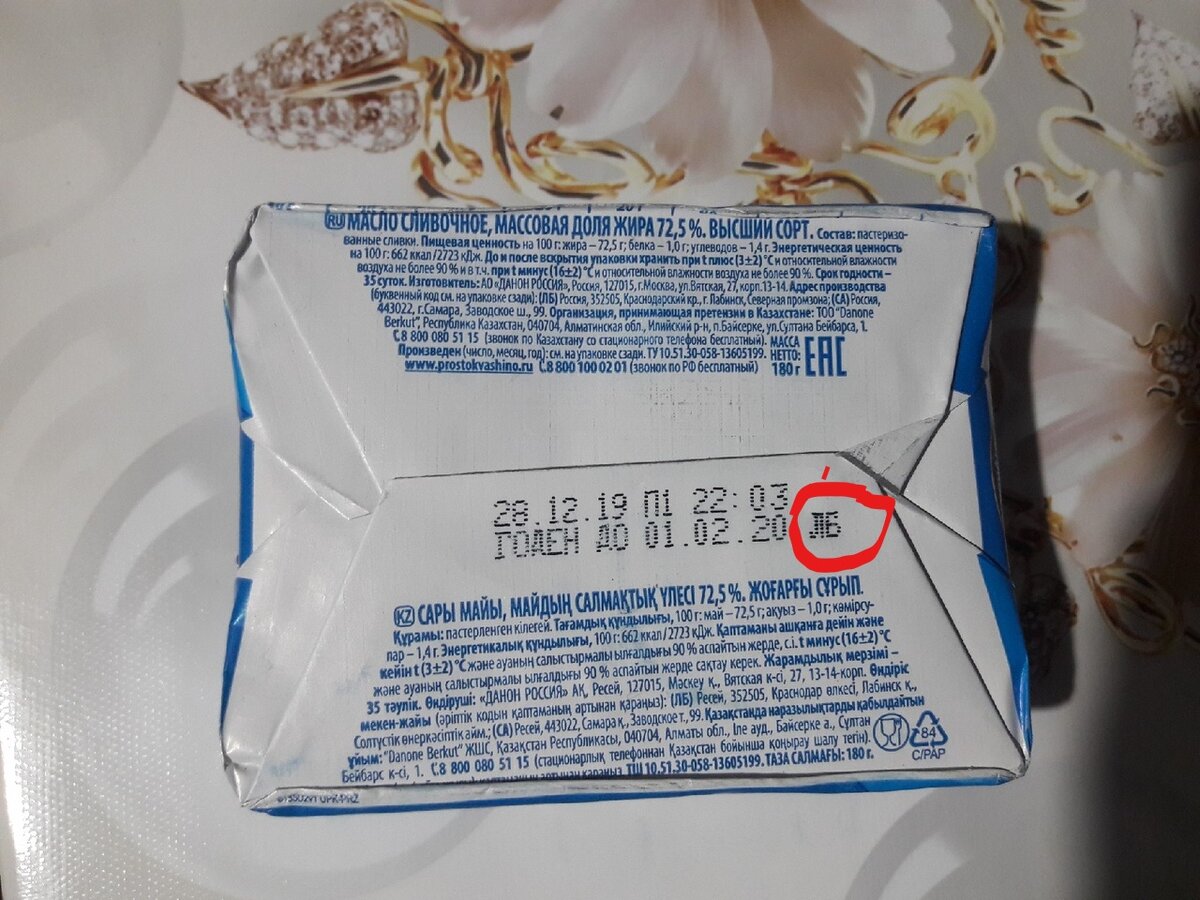 RU МАСЛО СЛИВОЧНОЕ, МАССОВАЯ ДОЛЯ ЖИРА 72,5 %. ВЫСШИЙ СОРТ. Состав: пастеризо-
ванные сливки. Пищевая ценность на 100 г: жира – 72,5 г; белка – 1,0 г; углеводов – 1,4 г. Энергетическая ценность
на 100 г: 662 ккал /2723 кДж. До и после вскрытия упаковки хранить при t плюс (3±2) °С и относительной влажности
воздуха не более 90 % и в т.ч. при t минус (16±2) °С и относительной влажности воздуха не более 90 %. Срок годности –
35 суток. Изготовитель: АО «ДАНОН РОССИЯ», Россия, 127015, г.Москва, ул.Вятская, 27, корп.13-14. Адрес производства
(буквенный код см. на упаковке сзади): (ЛБ) Россия, 352505, Краснодарский кр., г. Лабинск, Северная промзона; (СА) Россия,
443022, г.Самара, Заводское ш., 99. Организация, принимающая претензии в Казахстане: ТОО "Danone
Berkut", Республика Казахстан, 040704, Алматинская обл., Илийский р-н, п.Байсерке, ул.Султана Бейбарса, 1.
8 800 080 51 15 (звонок по Казахстану со стационарного телефона бесплатный). МАССА
Произведен (число, месяц, год): см. на упаковке сзади. ТУ 10.51.30-058-13605199. НЕТТО:
www.prostokvashino.ru 8 800 100 02 01 (звонок по РФ бесплатный) 180 г ЕАС
28.12.19 П1 22:03
ГОДЕН ДО 01.02.20 ЛБ
KZ САРЫ МАЙЫ, МАЙДЫҢ САЛМАҚТЫҚ ҮЛЕСІ 72,5 %. ЖОҒАРҒЫ СҰРЫП.
Құрамы: пастерленген кілегей. Тағамдық құндылығы, 100 г: май – 72,5 г; ақуыз – 1,0 г; көмірсу-
лар – 1,4 г. Энергетикалық құндылығы, 100 г: 662 ккал /2723 кДж. Қаптаманы ашқанға дейін және
кейін t (3±2) °С және ауаның салыстырмалы ылғалдығы 90 % аспайтын жерде, с.і. t минус (16±2) °С
және ауаның салыстырмалы ылғалдығы 90 % аспайтын жерде сақтау керек. Жарамдылық мерзімі –
35 тәулік. Өндіруші: «ДАНОН РОССИЯ» АҚ, Ресей, 127015, Мәскеу қ., Вятская к-сі, 27, 13-14-корп. Өндіріс
мекен-жайы (әріптік кодын қаптаманың артынан қараңыз): (ЛБ) Ресей, 352505, Краснодар өлкесі, Лабинск қ.,
Солтүстік өнеркәсіптік айм.; (СА) Ресей, 443022, Самара қ., Заводское т., 99. Қазақстанда наразылықтарды қабылдайтын
ұйым: "Danone Berkut" ЖШС, Қазақстан Республикасы, 040704, Алматы обл., Іле ауд., Байсерке а., Сұлтан
Бейбарс к-сі, 1. 8 800 080 51 15 (стационарлық телефоннан Қазақстан бойынша қоңырау шалу тегін).
қаптаманың артынан қараңыз. ТШ 10.51.30-058-13605199. ТАЗА САЛМАҒЫ: 180 г.
84
C/PAP